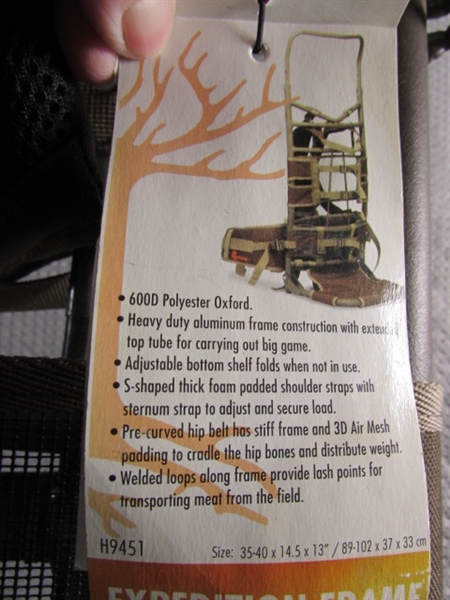 • 600D Polyester Oxford.
• Heavy duty aluminum frame construction with extended
top tube for carrying out big game.
• Adjustable bottom shelf folds when not in use.
• S-shaped thick foam padded shoulder straps with
sternum strap to adjust and secure load.
• Pre-curved hip belt has stiff frame and 3D Air Mesh
padding to cradle the hip bones and distribute weight.
• Welded loops along frame provide lash points for
transporting meat from the field.
H9451 Size: 35-40 x 14.5 x 13" / 89-102 x 37 x 33 cm
EXPEDITION FRAME